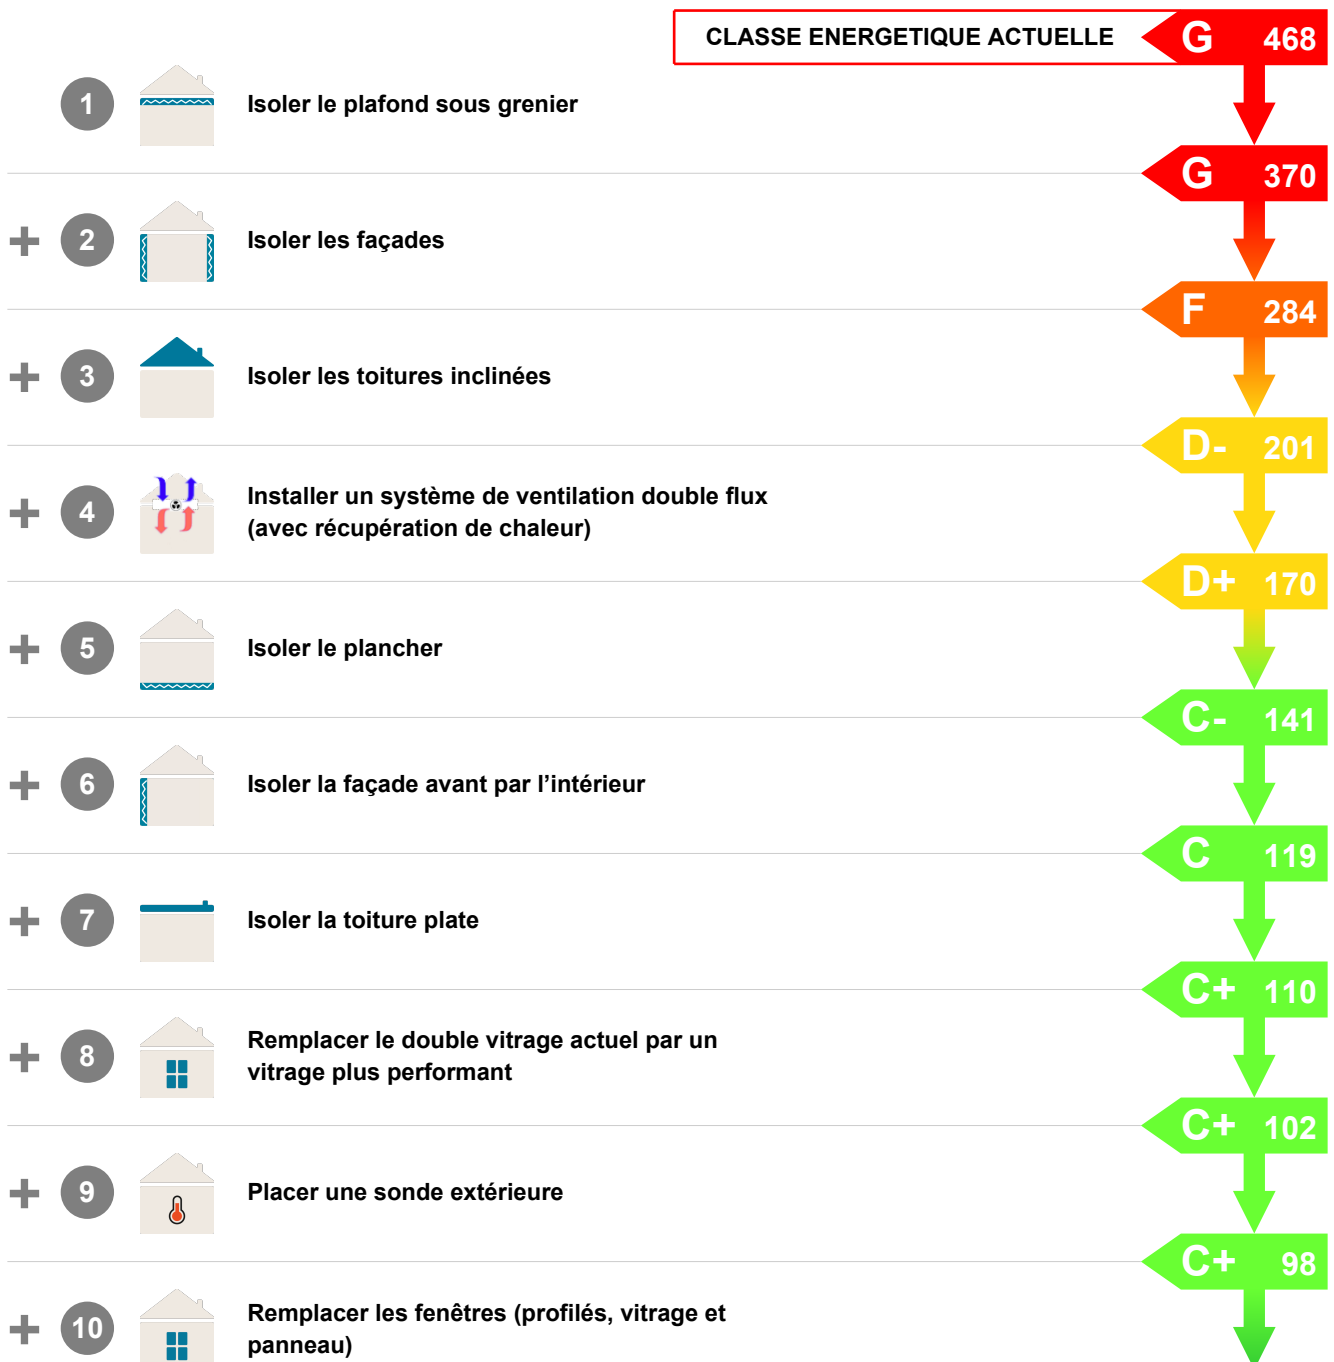 CLASSE ENERGETIQUE ACTUELLE G 468
1 Isoler le plafond sous grenier
G 370
+ 2 Isoler les façades
F 284
+ 3 Isoler les toitures inclinées
D- 201
+ 4 Installer un système de ventilation double flux
(avec récupération de chaleur)
D+ 170
+ 5 Isoler le plancher
C- 141
+ 6 Isoler la façade avant par l’intérieur
C 119
+ 7 Isoler la toiture plate
C+ 110
+ 8 Remplacer le double vitrage actuel par un
vitrage plus performant
C+ 102
+ 9 Placer une sonde extérieure
C+ 98
+ 10 Remplacer les fenêtres (profilés, vitrage et
panneau)